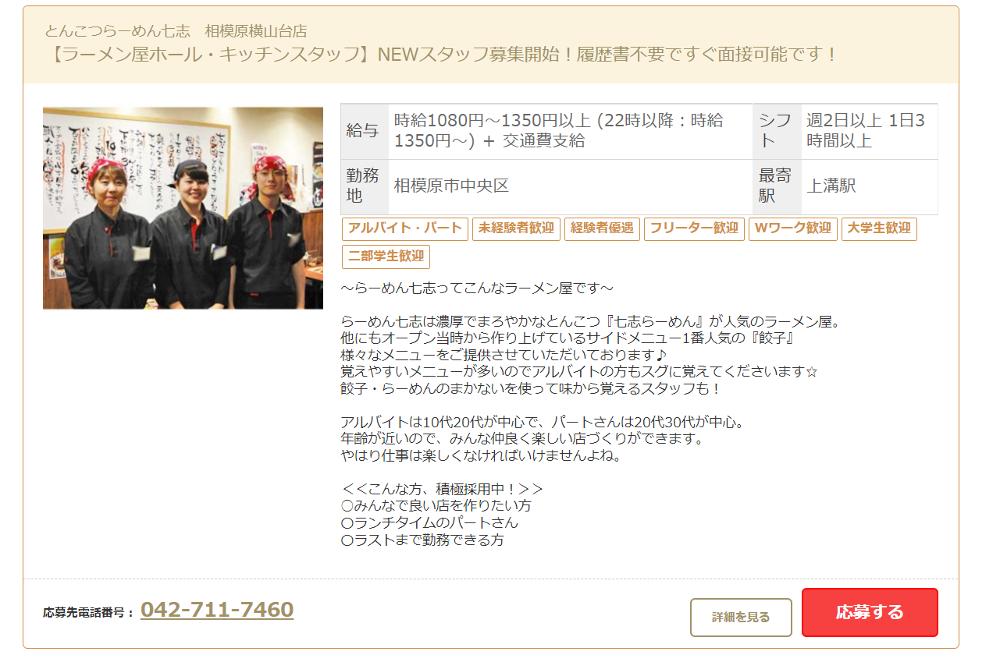 とんこつらーめん七志　相模原横山台店
【ラーメン屋ホール・キッチンスタッフ】NEWスタッフ募集開始！履歴書不要ですぐ面接可能です！
給与
時給1080円～1350円以上 (22時以降：時給
1350円～) ＋ 交通費支給
シフ
ト
週2日以上 1日3
時間以上
勤務
地
相模原市中央区
最寄
駅
上溝駅
アルバイト・パート 未経験者歓迎 経験者優遇 フリーター歓迎 Wワーク歓迎 大学生歓迎
二部学生歓迎
～らーめん七志ってこんなラーメン屋です～
らーめん七志は濃厚でまろやかなとんこつ『七志らーめん』が人気のラーメン屋。
他にもオープン当時から作り上げているサイドメニュー1番人気の『餃子』
様々なメニューをご提供させていただいております♪
覚えやすいメニューが多いのでアルバイトの方もスグに覚えてくださいます☆
餃子・らーめんのまかないを使って味から覚えるスタッフも！
アルバイトは10代20代が中心で、パートさんは20代30代が中心。
年齢が近いので、みんな仲良く楽しい店づくりができます。
やはり仕事は楽しくなければいけませんよね。
＜＜こんな方、積極採用中！＞＞
○みんなで良い店を作りたい方
〇ランチタイムのパートさん
〇ラストまで勤務できる方
応募先電話番号： 042-711-7460
詳細を見る
応募する